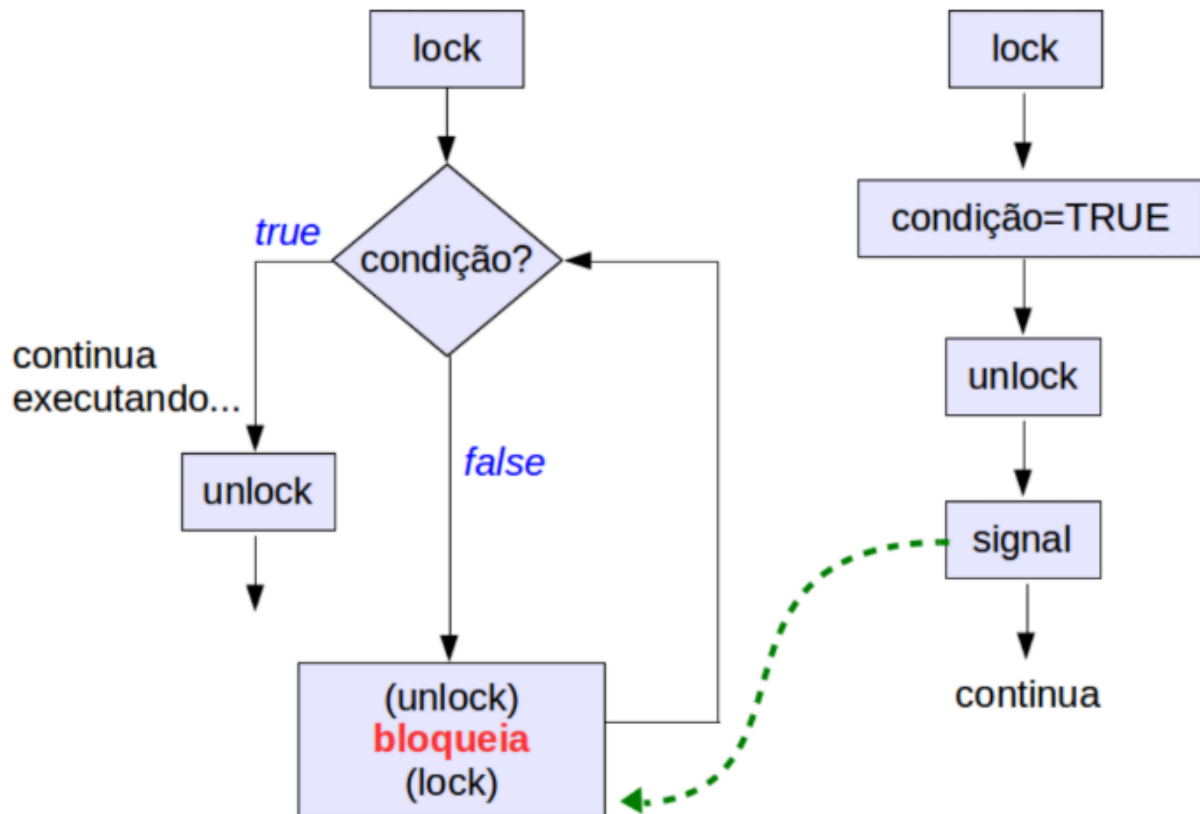 lock
condição?
true
continua
executando...
unlock
false
(unlock)
bloqueia
(lock)
lock
condição=TRUE
unlock
signal
continua